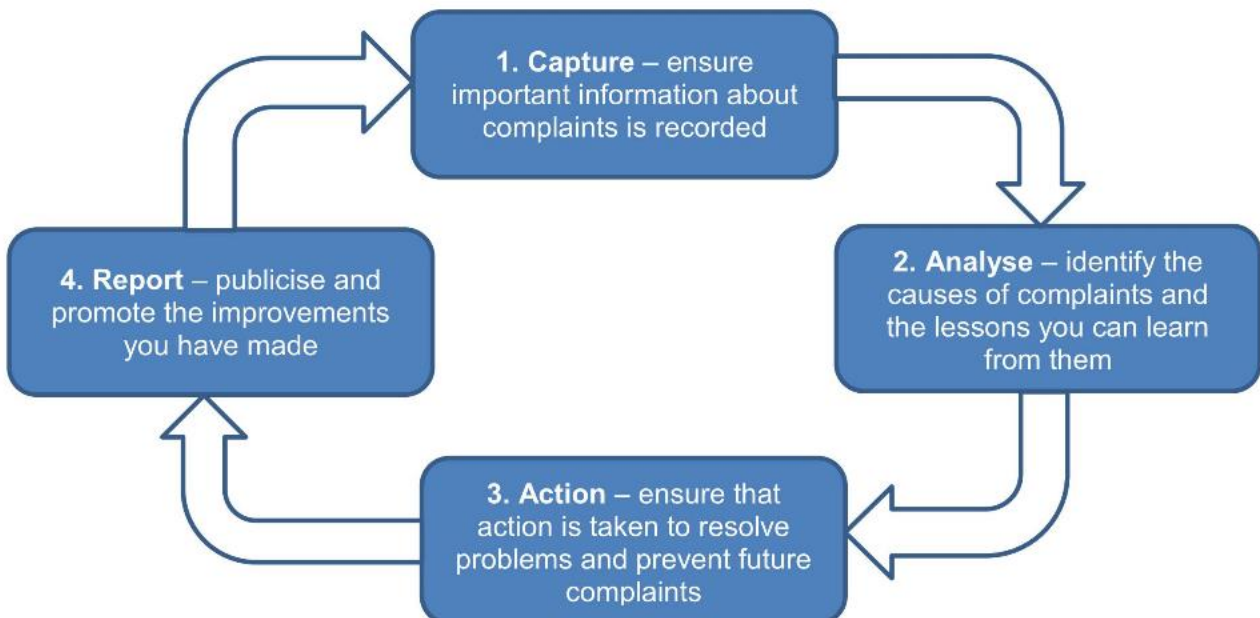 1. Capture – ensure
important information about
complaints is recorded
2. Analyse – identify the
causes of complaints and
the lessons you can learn
from them
3. Action – ensure that
action is taken to resolve
problems and prevent future
complaints
4. Report – publicise and
promote the improvements
you have made